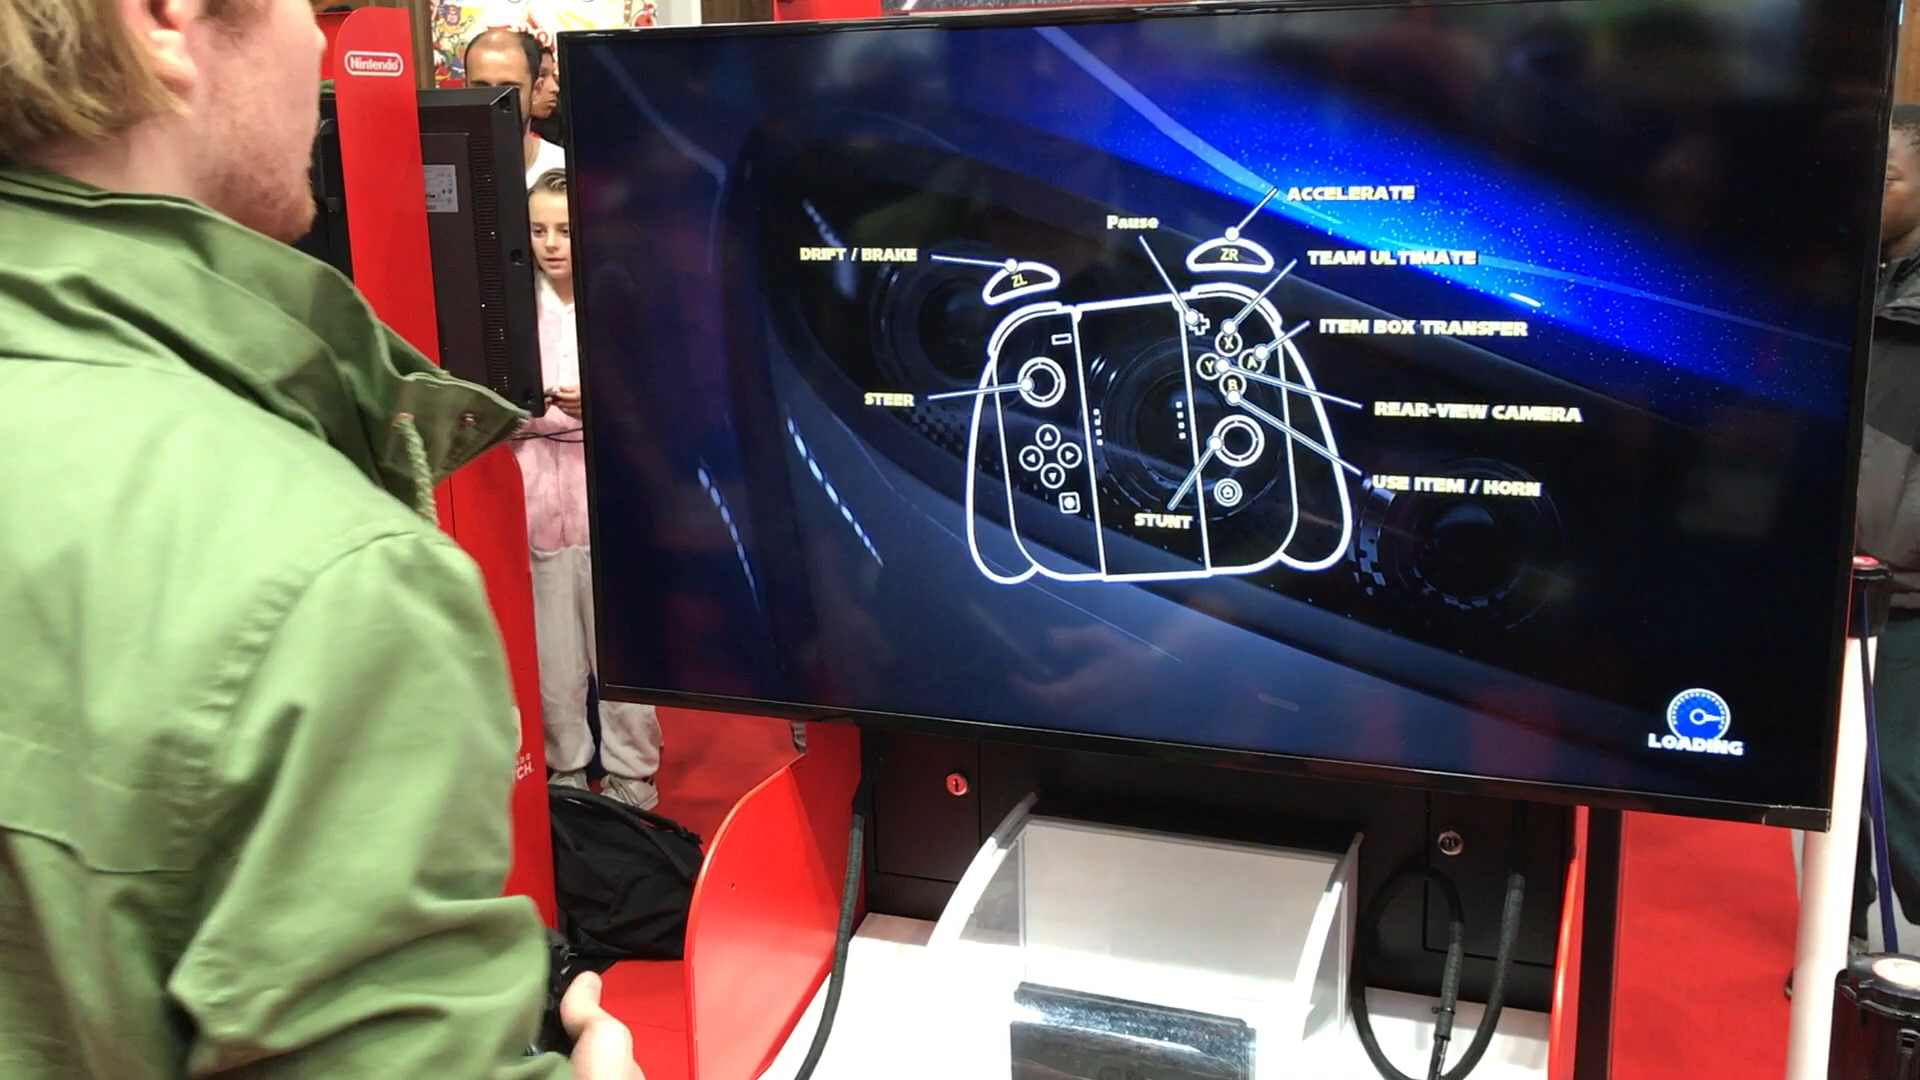 Nintendo
ACCELERATE
Pause
DRIFT / BRAKE
ZL
ZR
TEAM ULTIMATE
ITEM BOX TRANSFER
X
Y
A
B
STEER
REAR-VIEW CAMERA
USE ITEM / HORN
STUNT
LOADING